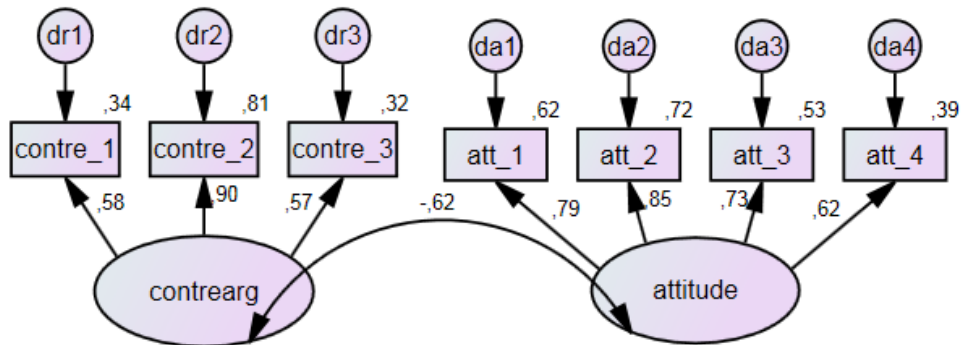 dr1 dr2 dr3 da1 da2 da3 da4
,34 ,81 ,32 ,62 ,72 ,53 ,39
contre_1 contre_2 contre_3 att_1 att_2 att_3 att_4
,58 ,90 ,57 -,62 ,79 ,85 ,73 ,62
contrearg attitude